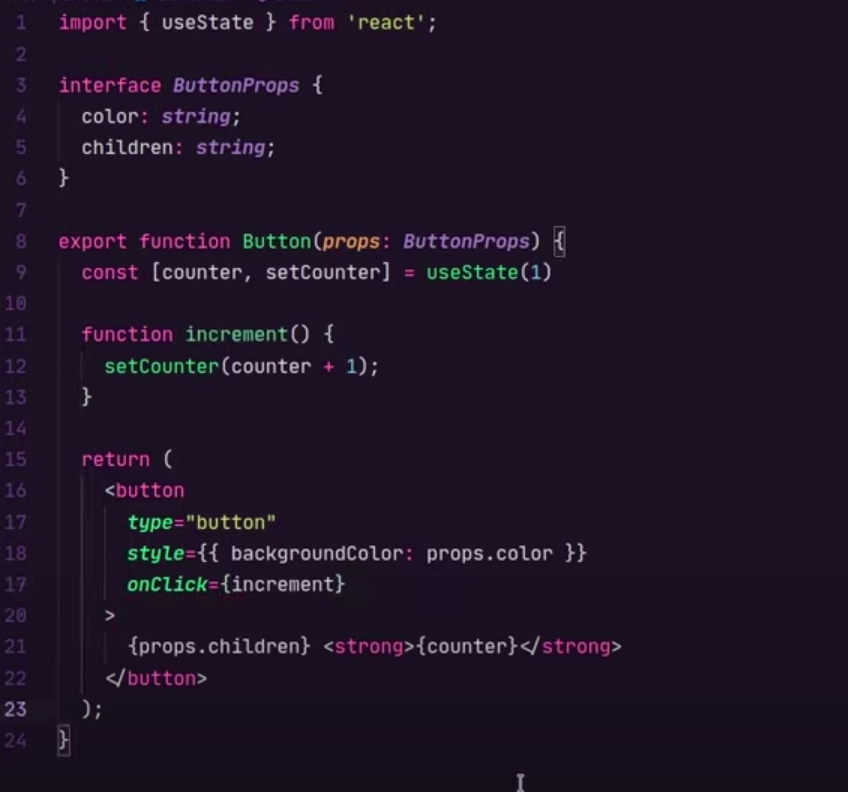 1 import { useState } from 'react';
2
3 interface ButtonProps {
4 color: string;
5 children: string;
6 }
7
8 export function Button(props: ButtonProps) {
9 const [counter, setCounter] = useState(1)
10
11 function increment() {
12 setCounter(counter + 1);
13 }
14
15 return (
16 <button
17 type="button"
18 style={{ backgroundColor: props.color }}
17 onClick={increment}
20 >
21 {props.children} <strong>{counter}</strong>
22 </button>
23 );
24 }